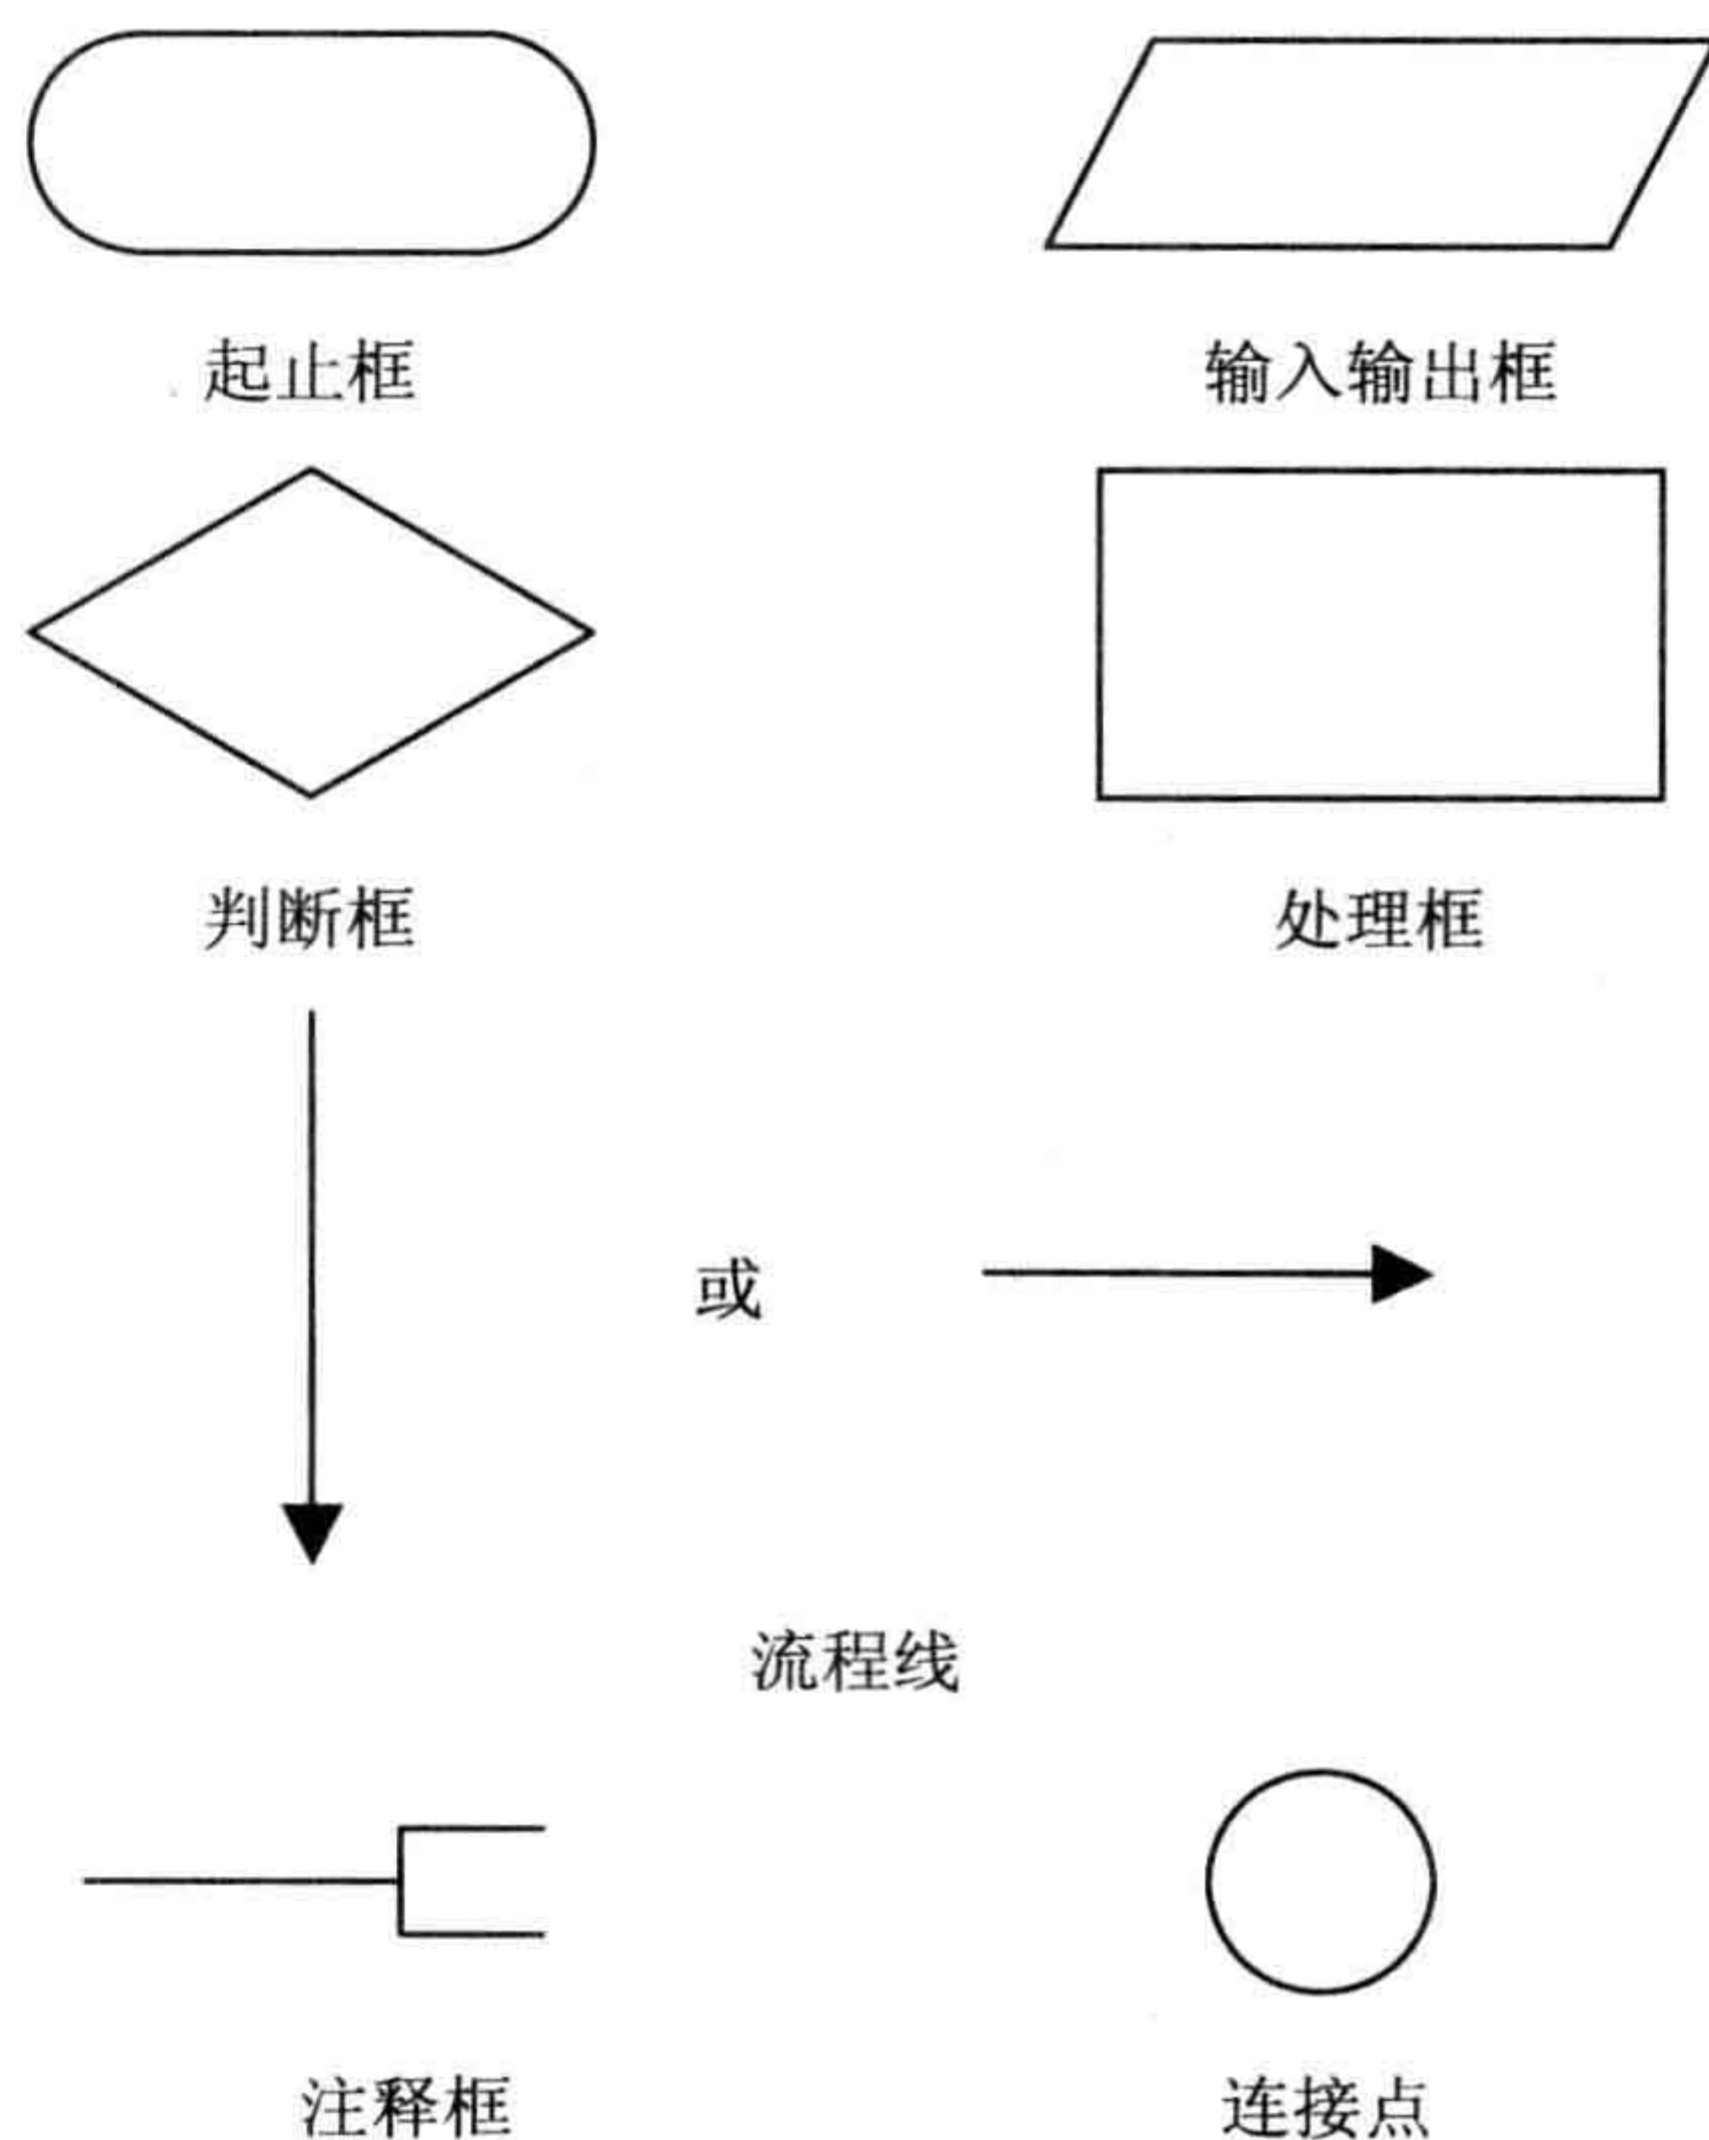 起止框
输入输出框
判断框
处理框
或
流程线
注释框
连接点